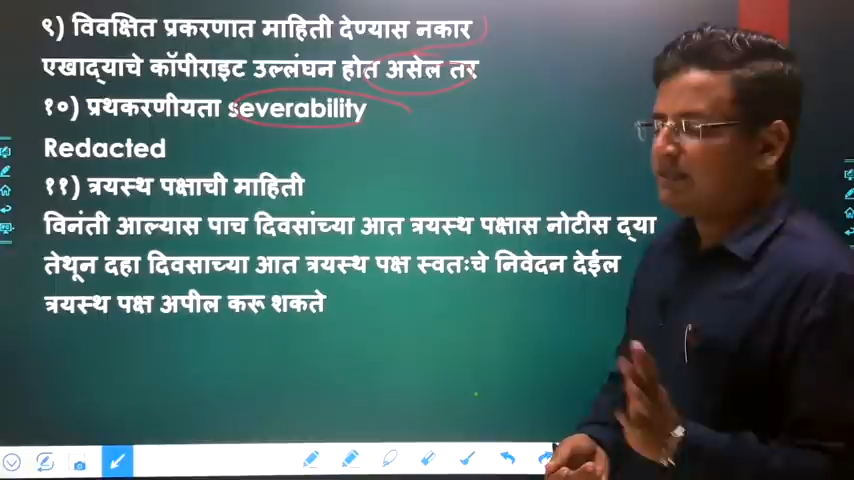 ९) विवक्षित प्रकरणात माहिती देण्यास नकार
एखाद्याचे कॉपीराइट उल्लंघन होत असेल तर
१०) प्रथकरणीयता severability
Redacted
११) त्रयस्थ पक्षाची माहिती
विनंती आल्यास पाच दिवसांच्या आत त्रयस्थ पक्षास नोटीस द्या
तेथून दहा दिवसाच्या आत त्रयस्थ पक्ष स्वतःचे निवेदन देईल
त्रयस्थ पक्ष अपील करू शकते